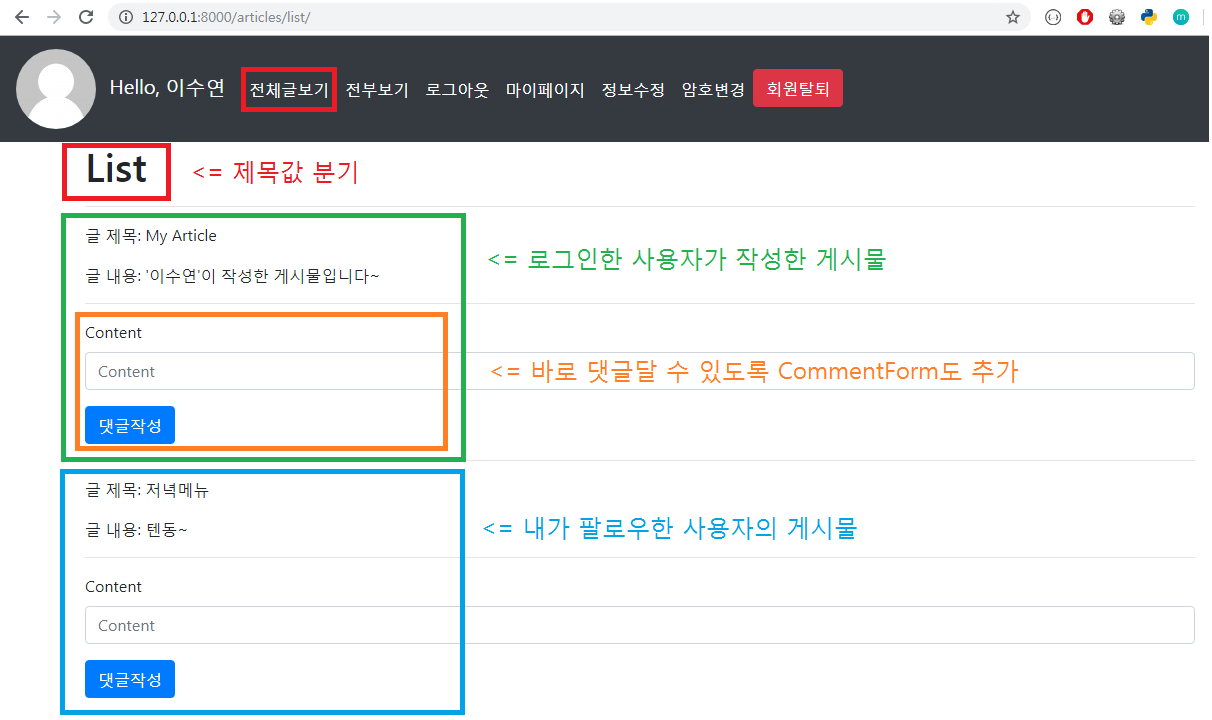 127.0.0.1:8000/articles/list/
m
Hello, 이수연 전체글보기 전부보기 로그아웃 마이페이지 정보수정 암호변경 회원탈퇴
List <= 제목값 분기
글 제목: My Article
<= 로그인한 사용자가 작성한 게시물
글 내용: '이수연'이 작성한 게시물입니다~
Content
Content <= 바로 댓글달 수 있도록 CommentForm도 추가
댓글작성
글 제목: 저녁메뉴
글 내용: 텐동~ <= 내가 팔로우한 사용자의 게시물
Content
Content
댓글작성